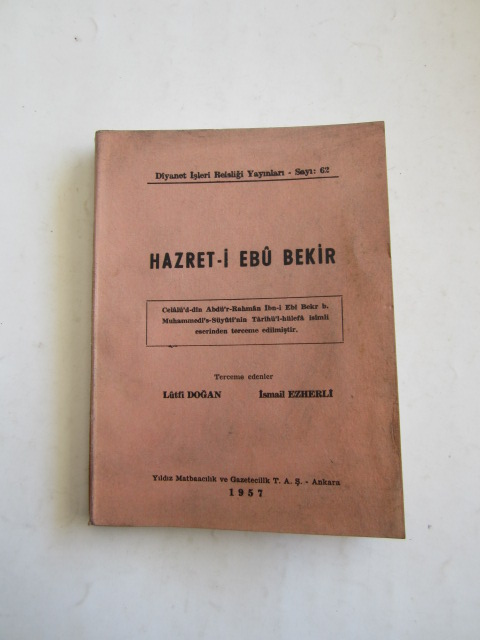 Diyanet İşleri Reisliği Yayınları - Sayı: 62
HAZRET-İ EBÛ BEKİR
Celâlü'd-din Abdü'r-Rahmân İbn-i Ebî Bekr b.
Muhammedi's-Süyûtî'nin Târihü'l-hülefâ isimli
eserinden terceme edilmiştir.
Terceme edenler
Lûtfi DOĞAN İsmail EZHERLİ
Yıldız Matbaacılık ve Gazetecilik T. A. Ş. - Ankara
1957